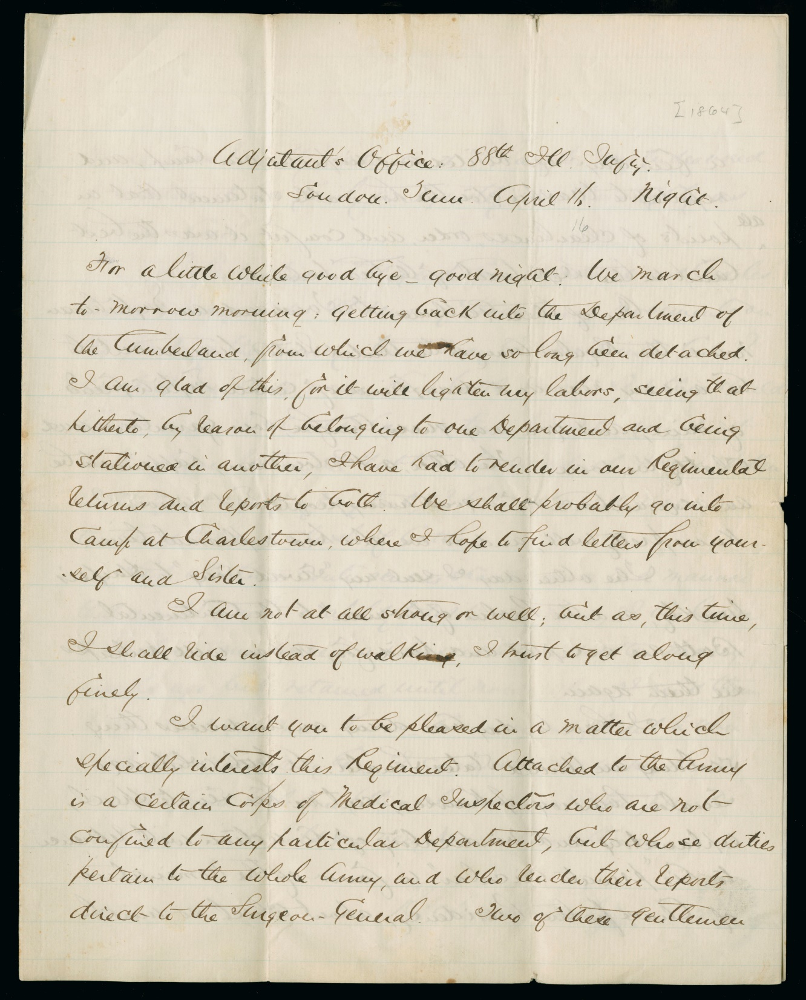 [1864]
Adjutant's Office: 88th Ill. Infty.
Loudon. Tenn. April 16. Night.
16
For a little while good bye – good night. We march
to-morrow morning: getting back into the Department of
the Cumberland, from which we have so long been detached.
I am glad of this, for it will lighten my labors, seeing that
hitherto, by reason of belonging to one Department and being
stationed in another, I have had to render in our Regimental
returns and reports to both. We shall probably go into
Camp at Charlestown, where I hope to find letters from your-
-self and Sister.
I am not at all strong or well; but as, this time,
I shall ride instead of walking, I trust to get along
finely.
I want you to be pleased in a matter which
specially interests this Regiment. Attached to the Army
is a certain Corps of Medical Inspectors who are not
confined to any particular Department, but whose duties
pertain to the whole Army, and who render their reports
direct to the Surgeon-General. Two of these gentlemen